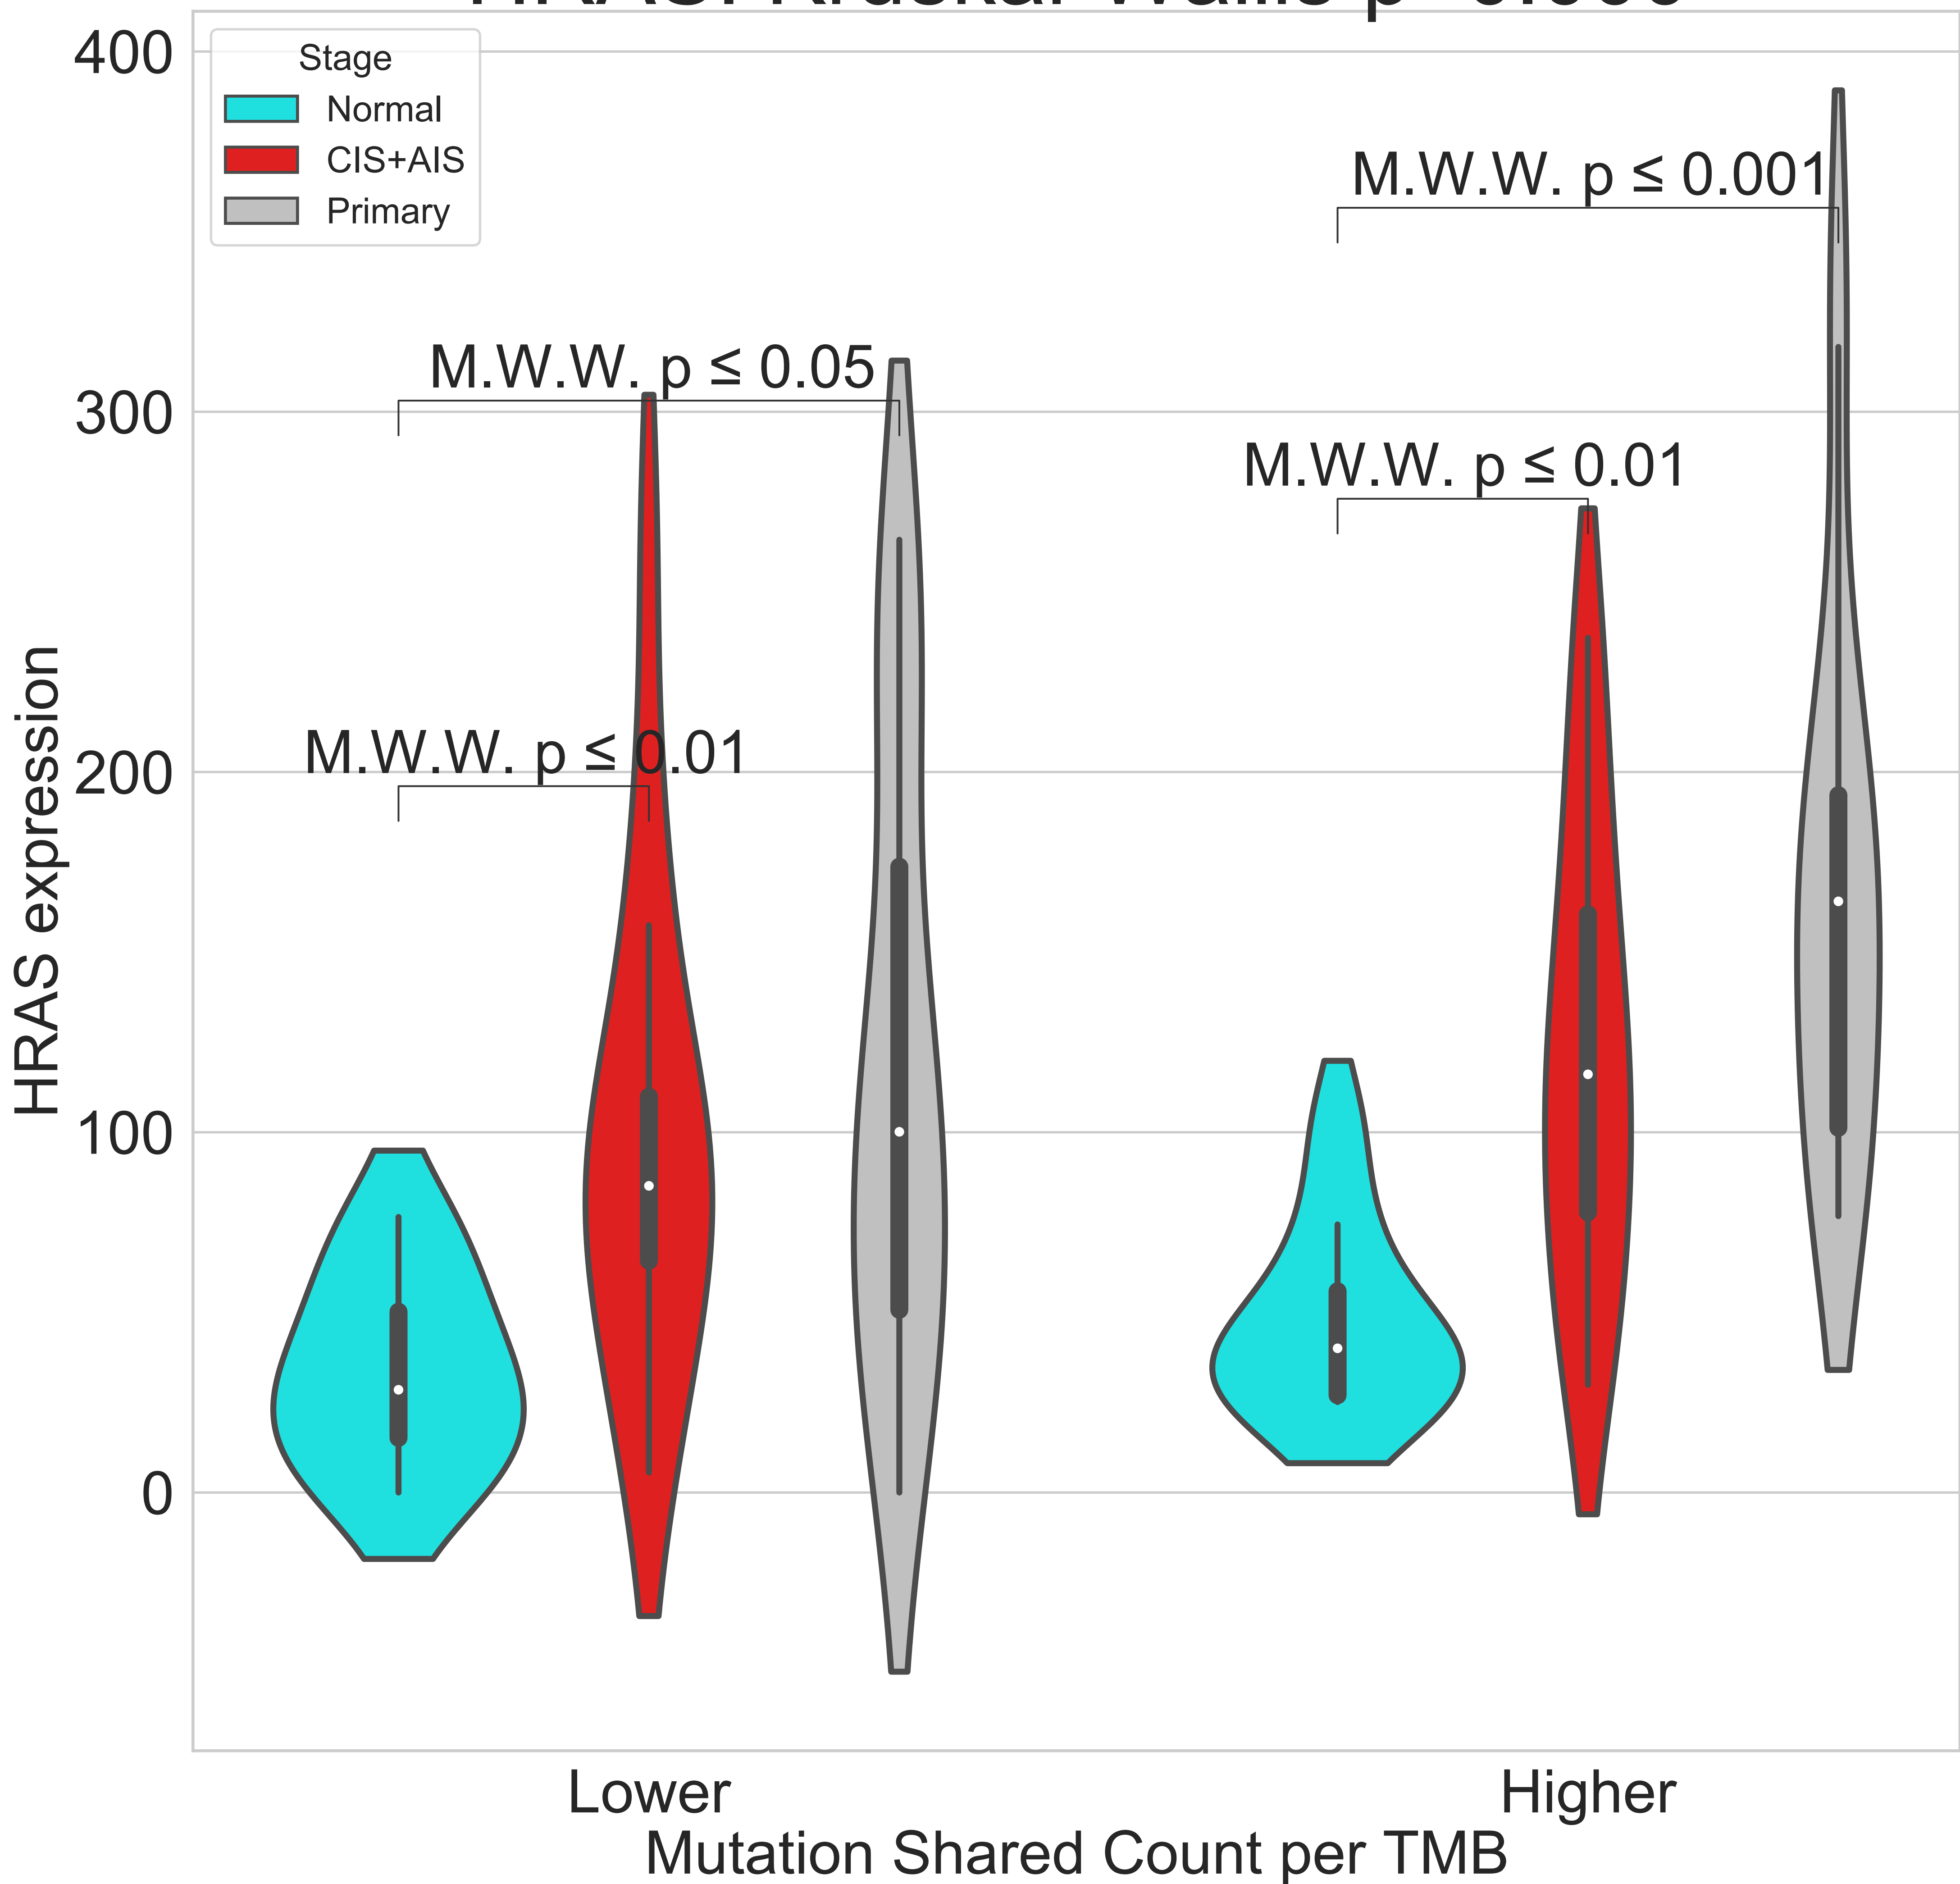 400
300
200
100
0
HRAS expression
Stage
Normal
CIS+AIS
Primary
M.W.W. p ≤ 0.001
M.W.W. p ≤ 0.05
M.W.W. p ≤ 0.01
M.W.W. p ≤ 0.01
Lower
Higher
Mutation Shared Count per TMB